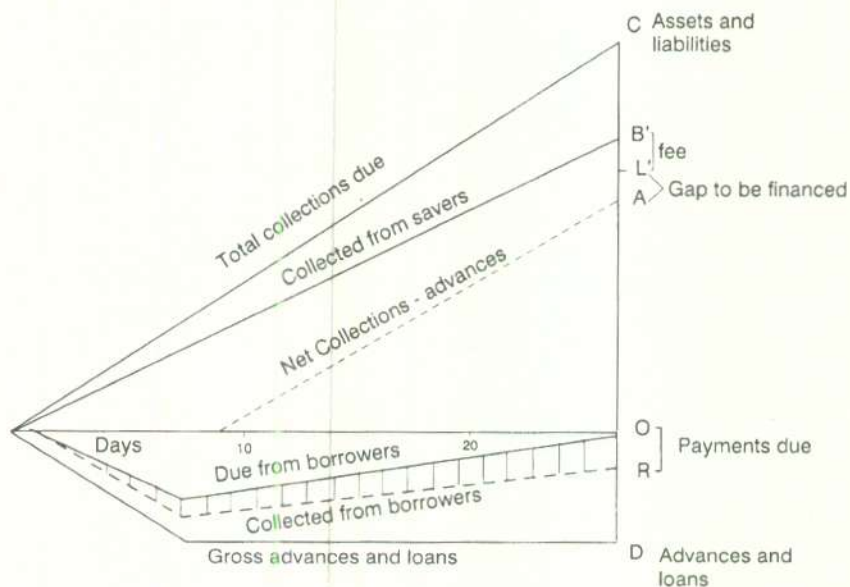 C Assets and
liabilities
B'
fee
L'
Gap to be financed
A
Total collections due
Collected from savers
Net Collections - advances
Days
10
20
O
Payments due
R
Due from borrowers
Collected from borrowers
Gross advances and loans
D Advances and
loans